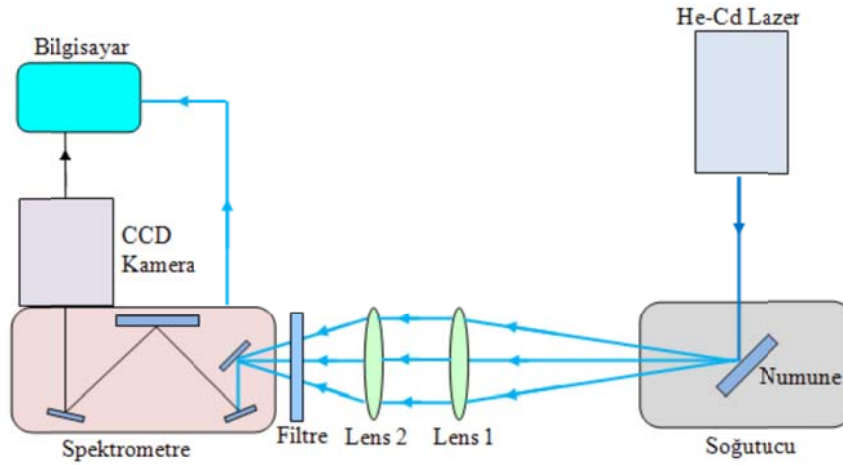 He-Cd Lazer
Bilgisayar
CCD
Kamera
Numune
Filtre
Lens 2
Lens 1
Spektrometre
Soğutucu